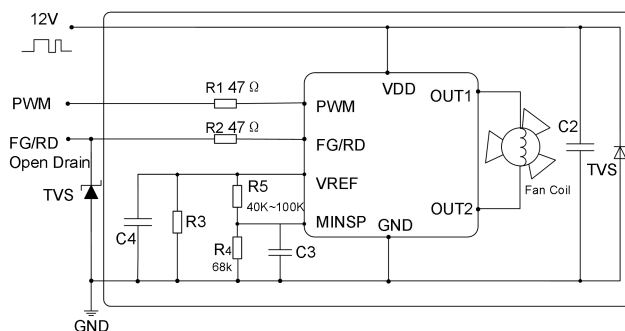 12V
R1 47 Ω
PWM
R2 47 Ω
FG/RD
Open Drain
TVS
C4
R3
R5
40K~100K
R4
68k
C3
VDD
PWM
FG/RD
VREF
MINSP
GND
OUT1
OUT2
Fan Coil
C2
TVS
GND